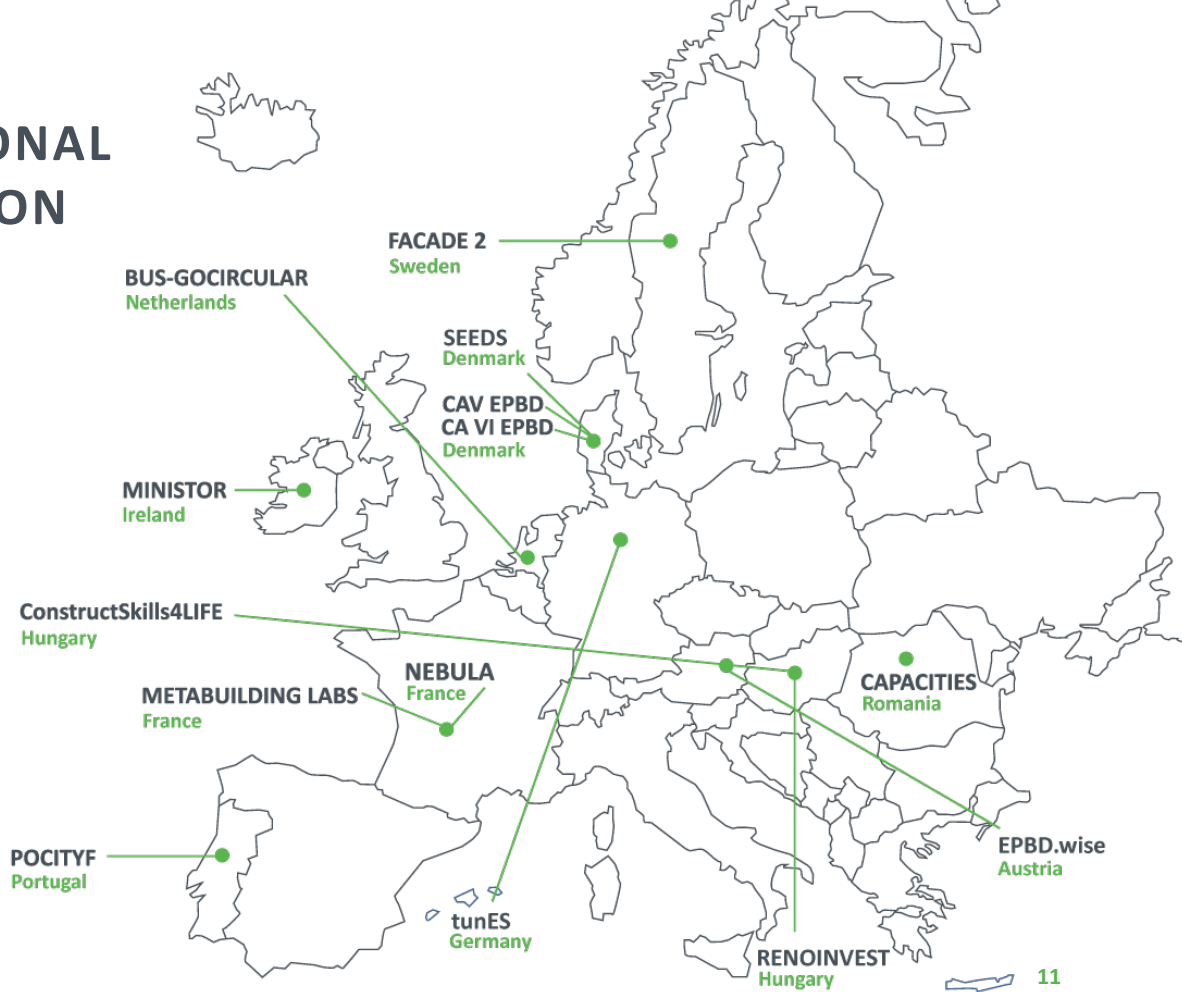 ONAL
ON
FACADE 2
Sweden
BUS-GOCIRCULAR
Netherlands
SEEDS
Denmark
CAV EPBD
CA VI EPBD
Denmark
MINISTOR
Ireland
ConstructSkills4LIFE
Hungary
NEBULA
France
METABUILDING LABS
France
CAPACITIES
Romania
POCITYF
Portugal
EPBD.wise
Austria
tunES
Germany
RENOINVEST
Hungary
11